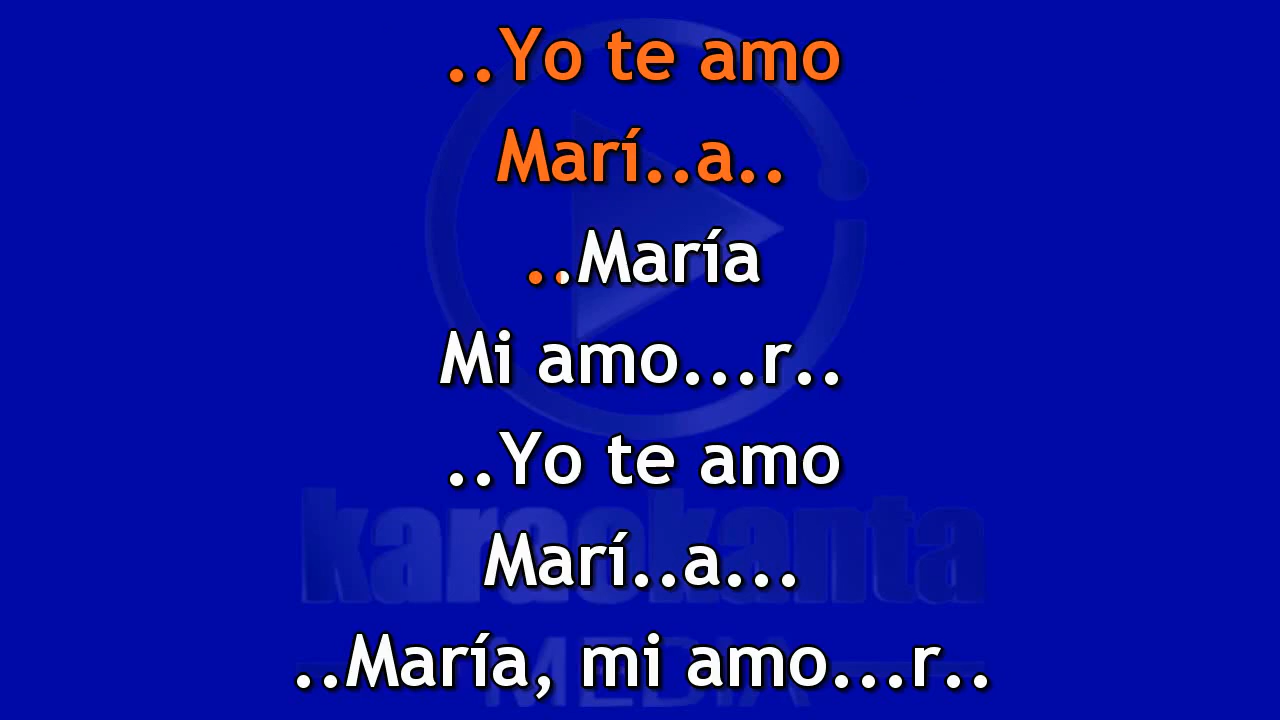 ..Yo te amo
Marí..a..
..María
Mi amo...r..
..Yo te amo
karaokanta
Marí..a...
..María, mi amo...r..
MEDIA